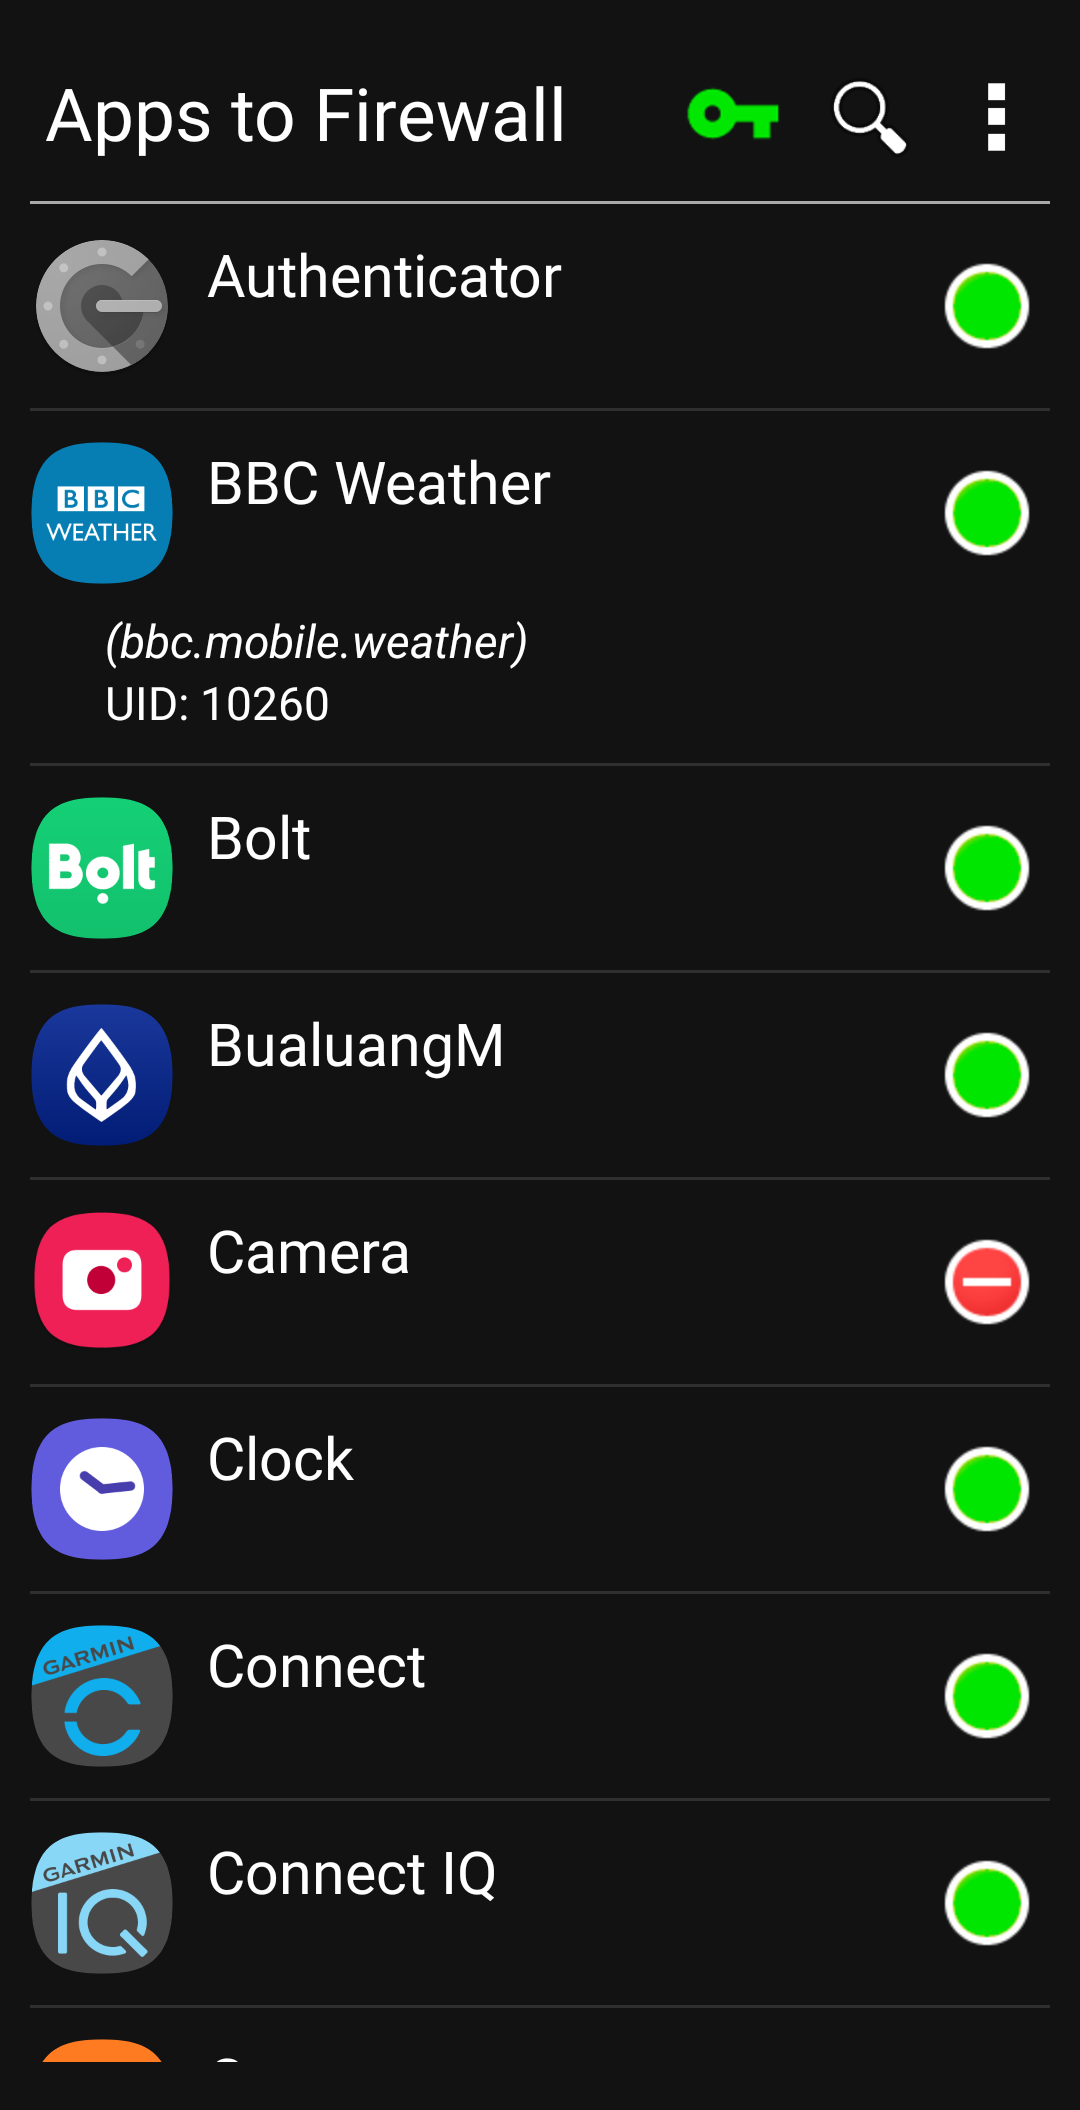 Apps to Firewall
Authenticator
BBC Weather
BBC
WEATHER
(bbc.mobile.weather)
UID: 10260
Bolt
Bolt
BualuangM
Camera
Clock
GARMIN
Connect
GARMIN
IQ
Connect IQ